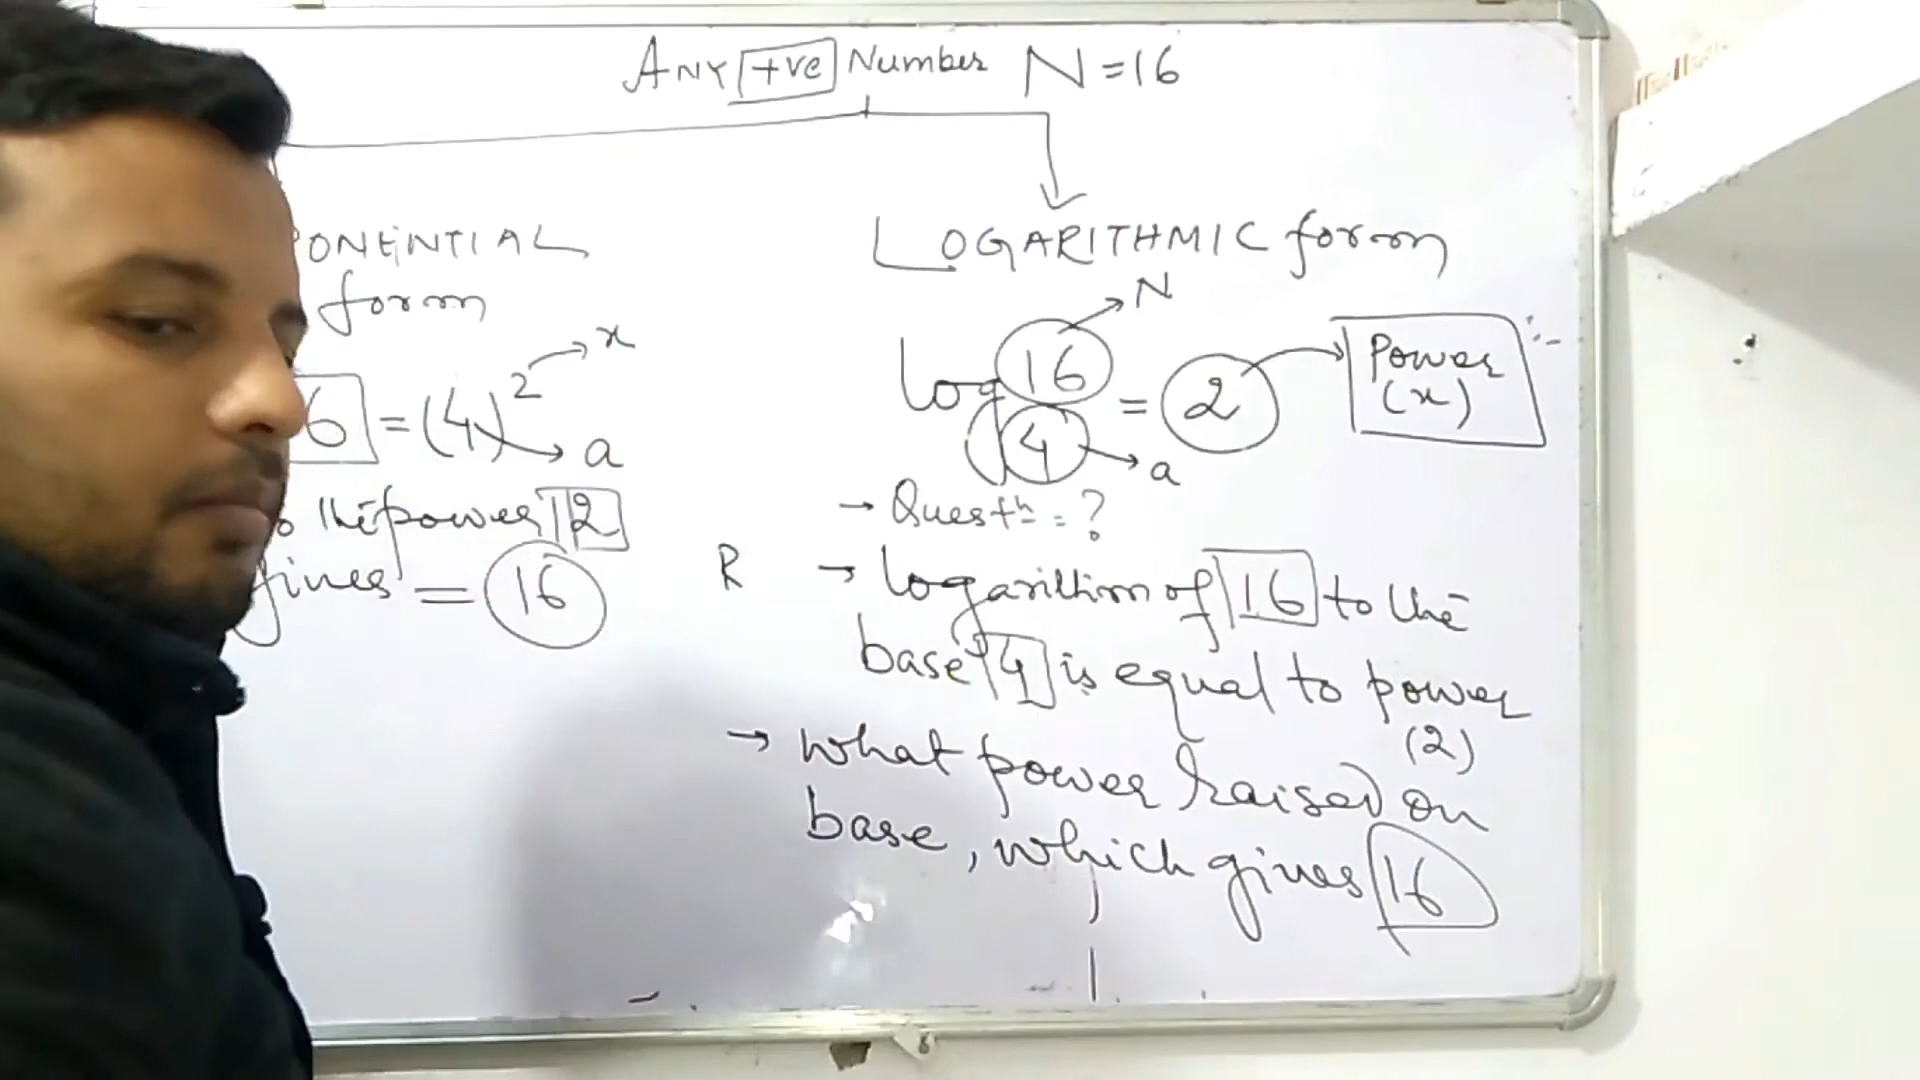 ANY +ve Number N = 16
ONENTIAL
form
6 = (4)² → x
→ a
the power 2
gives = 16
LOGARITHMIC form
→ N
log₄ 16 = 2 → Power (x)
→ a
→ Questn = ?
R
→ logarithm of 16 to the
base 4 is equal to power
(2)
→ what power raised on
base, which gives 16